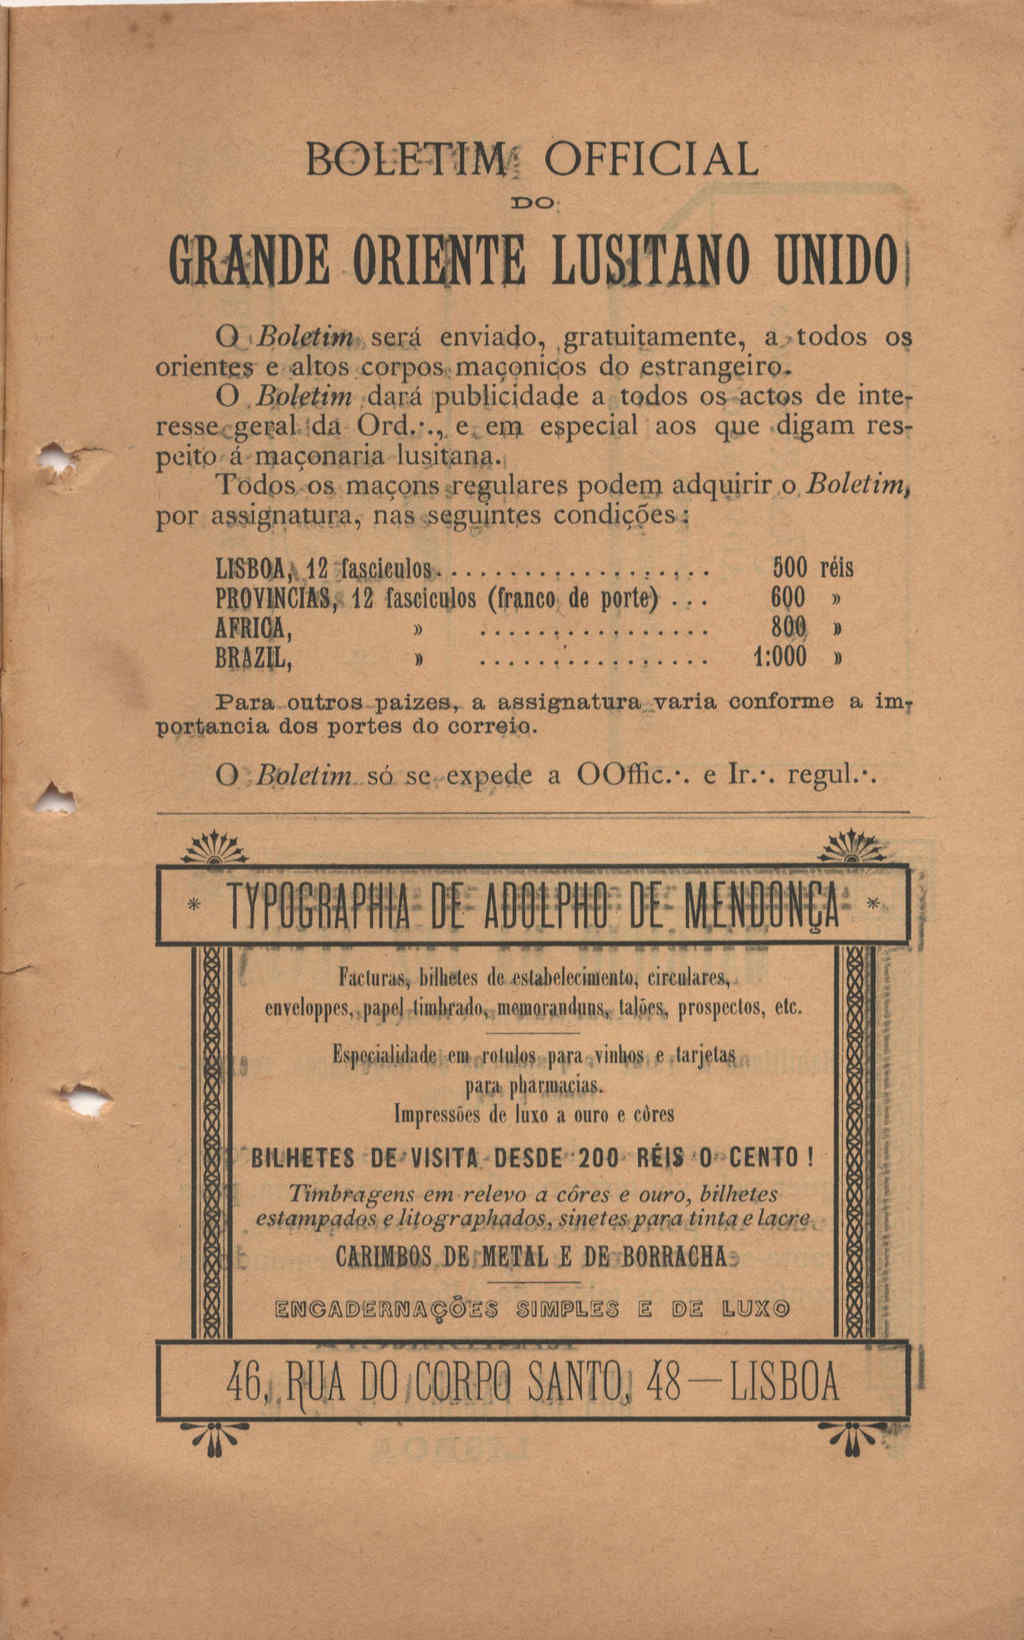 BOLETIM OFFICIAL
DO
GRANDE ORIENTE LUSITANO UNIDO
O Boletim será enviado, gratuitamente, a todos os
orientes e altos corpos maçonicos do estrangeiro.
O Boletim dará publicidade a todos os actos de inte-
resse geral da Ord.·., e em especial aos que digam res-
peito á maçonaria lusitana.
Todos os maçons regulares podem adquirir o Boletim,
por assignatura, nas seguintes condições:
LISBOA, 12 fasciculos.................. 500 réis
PROVINCIAS, 12 fasciculos (franco de porte) ... 600 »
AFRICA, » ................ 800 »
BRAZIL, » ................ 1:000 »
Para outros paizes, a assignatura varia conforme a im-
portancia dos portes do correio.
O Boletim só se expede a OOffic.·. e Ir.·. regul.·.
* TYPOGRAPHIA DE ADOLPHO DE MENDONÇA *
Facturas, bilhetes de estabelecimento, circulares,
enveloppes, papel timbrado, memoranduns, talões, prospectos, etc.
Especialidade em rotulos para vinhos e tarjetas
para pharmacias.
Impressões de luxo a ouro e côres
BILHETES DE VISITA DESDE 200 RÉIS O CENTO!
Timbragens em relevo a côres e ouro, bilhetes
estampados e litographados, sinetes para tinta e lacre
CARIMBOS DE METAL E DE BORRACHA
ENCADERNAÇÕES SIMPLES E DE LUXO
46, RUA DO CORPO SANTO, 48—LISBOA